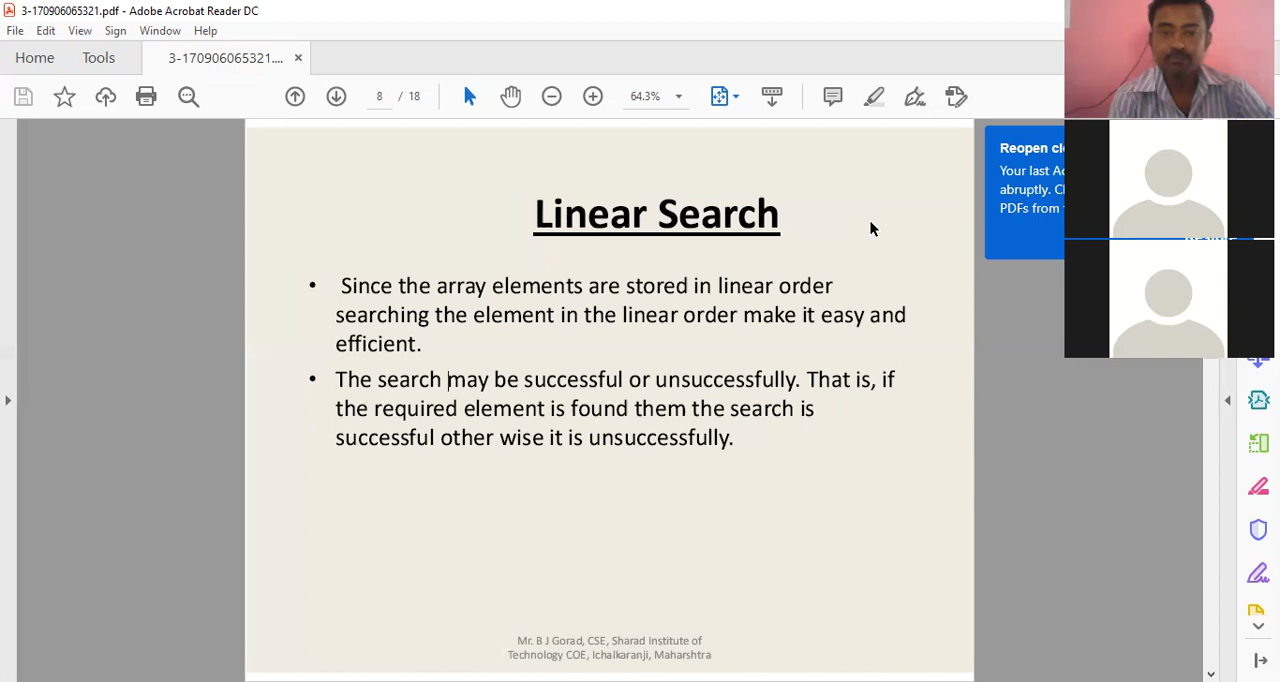 3-170906065321.pdf - Adobe Acrobat Reader DC
File Edit View Sign Window Help
Home Tools 3-170906065321.... ×
8 / 18 64.3%
Reopen cl
Your last Ac
abruptly. Cl
PDFs from
Linear Search
• Since the array elements are stored in linear order
searching the element in the linear order make it easy and
efficient.
• The search may be successful or unsuccessfully. That is, if
the required element is found them the search is
successful other wise it is unsuccessfully.
Mr. B J Gorad, CSE, Sharad Institute of
Technology COE, Ichalkaranji, Maharshtra